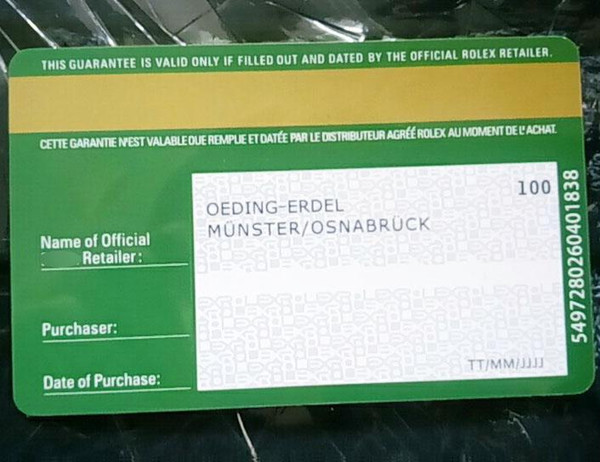 THIS GUARANTEE IS VALID ONLY IF FILLED OUT AND DATED BY THE OFFICIAL ROLEX RETAILER.
CETTE GARANTIE N'EST VALABLE QUE REMPLIE ET DATÉE PAR LE DISTRIBUTEUR AGRÉÉ ROLEX AU MOMENT DE L'ACHAT.
100
OEDING-ERDEL
MÜNSTER/OSNABRÜCK
Name of Official
Retailer:
Purchaser:
Date of Purchase:
TT/MM/JJJJ
5497280260401838